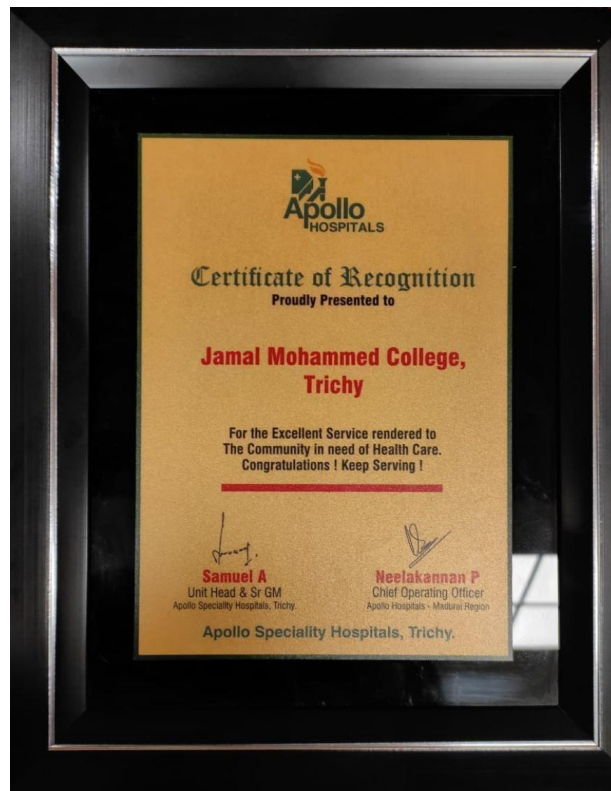 Apollo
HOSPITALS
Certificate of Recognition
Proudly Presented to
Jamal Mohammed College,
Trichy
For the Excellent Service rendered to
The Community in need of Health Care.
Congratulations ! Keep Serving !
Samuel A
Unit Head & Sr GM
Apollo Speciality Hospitals, Trichy.
Neelakannan P
Chief Operating Officer
Apollo Hospitals - Madurai Region
Apollo Speciality Hospitals, Trichy.